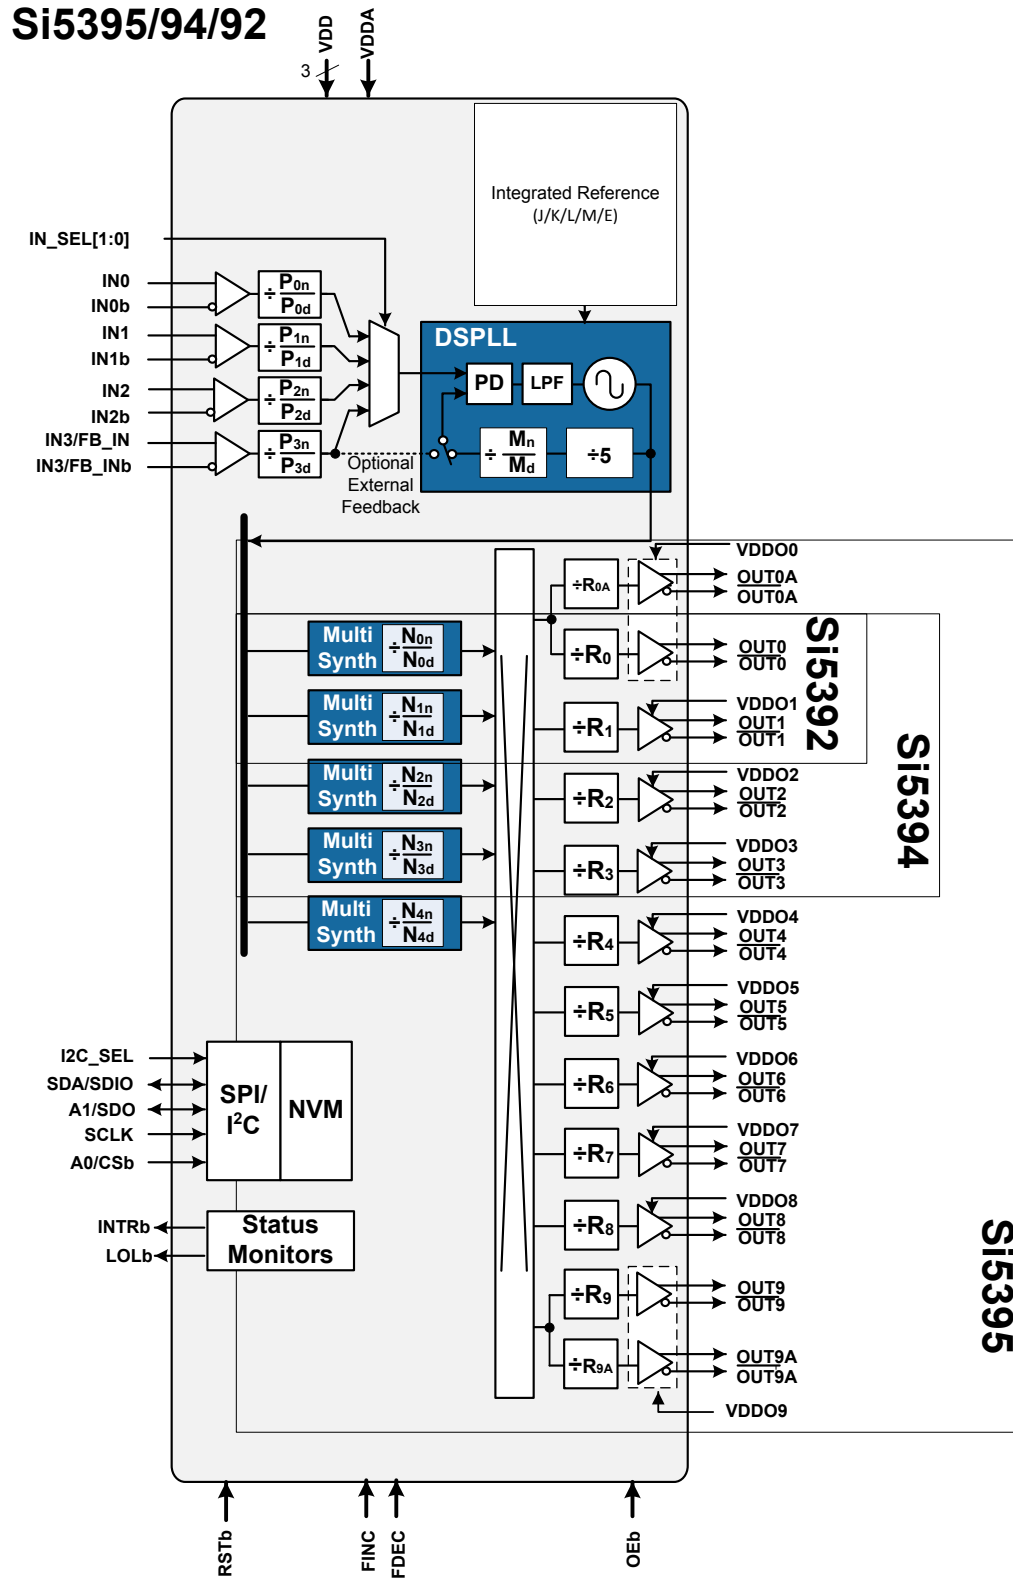 Si5395/94/92
VDD
VDDA
3
Integrated Reference
(J/K/L/M/E)
IN_SEL[1:0]
IN0
IN0b
÷ P0n
P0d
IN1
IN1b
÷ P1n
P1d
IN2
IN2b
÷ P2n
P2d
IN3/FB_IN
IN3/FB_INb
÷ P3n
P3d
DSPLL
PD
LPF
÷ Mn
Md
÷5
Optional
External
Feedback
Multi
Synth
÷ N0n
N0d
Multi
Synth
÷ N1n
N1d
Multi
Synth
÷ N2n
N2d
Multi
Synth
÷ N3n
N3d
Multi
Synth
÷ N4n
N4d
÷R0A
÷R0
÷R1
÷R2
÷R3
÷R4
÷R5
÷R6
÷R7
÷R8
÷R9
÷R9A
VDDO0
OUT0A
OUT0A
OUT0
OUT0
VDDO1
OUT1
OUT1
VDDO2
OUT2
OUT2
VDDO3
OUT3
OUT3
VDDO4
OUT4
OUT4
VDDO5
OUT5
OUT5
VDDO6
OUT6
OUT6
VDDO7
OUT7
OUT7
VDDO8
OUT8
OUT8
OUT9
OUT9
OUT9A
OUT9A
VDDO9
Si5392
Si5394
Si5395
I2C_SEL
SDA/SDIO
A1/SDO
SCLK
A0/CSb
SPI/
I²C
NVM
INTRb
LOLb
Status
Monitors
RSTb
FINC
FDEC
OEb